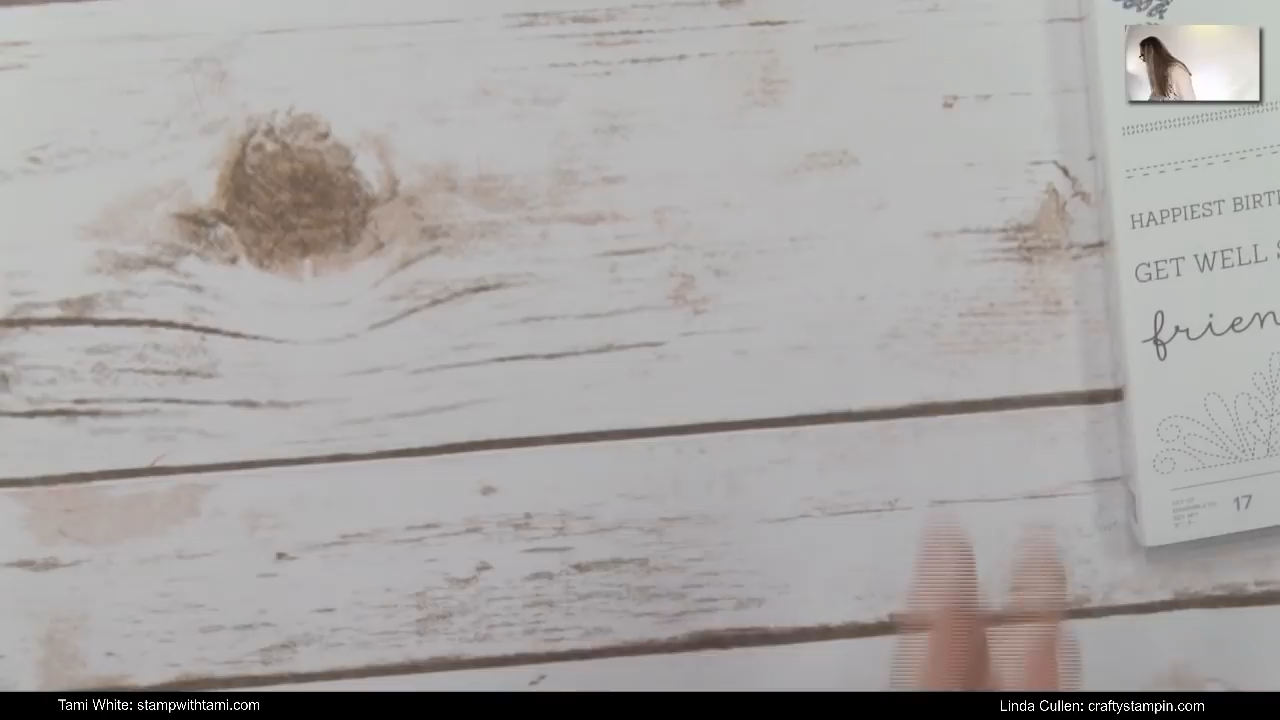 HAPPIEST BIRT
GET WELL S
frien
17
Tami White: stampwithtami.com
Linda Cullen: craftystampin.com